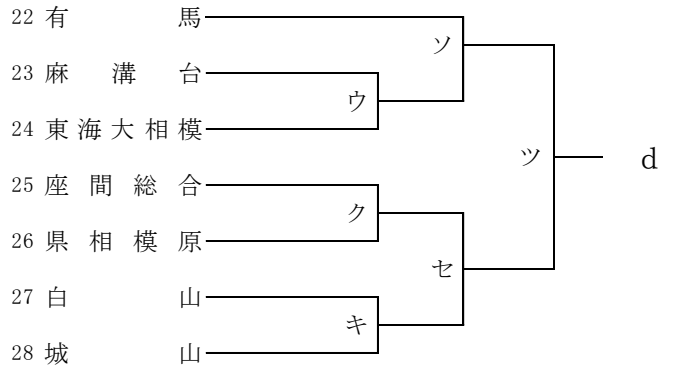 22 有馬
ソ
23 麻溝台
ウ
24 東海大相模
ツ d
25 座間総合
ク
26 県相模原
セ
27 白山
キ
28 城山